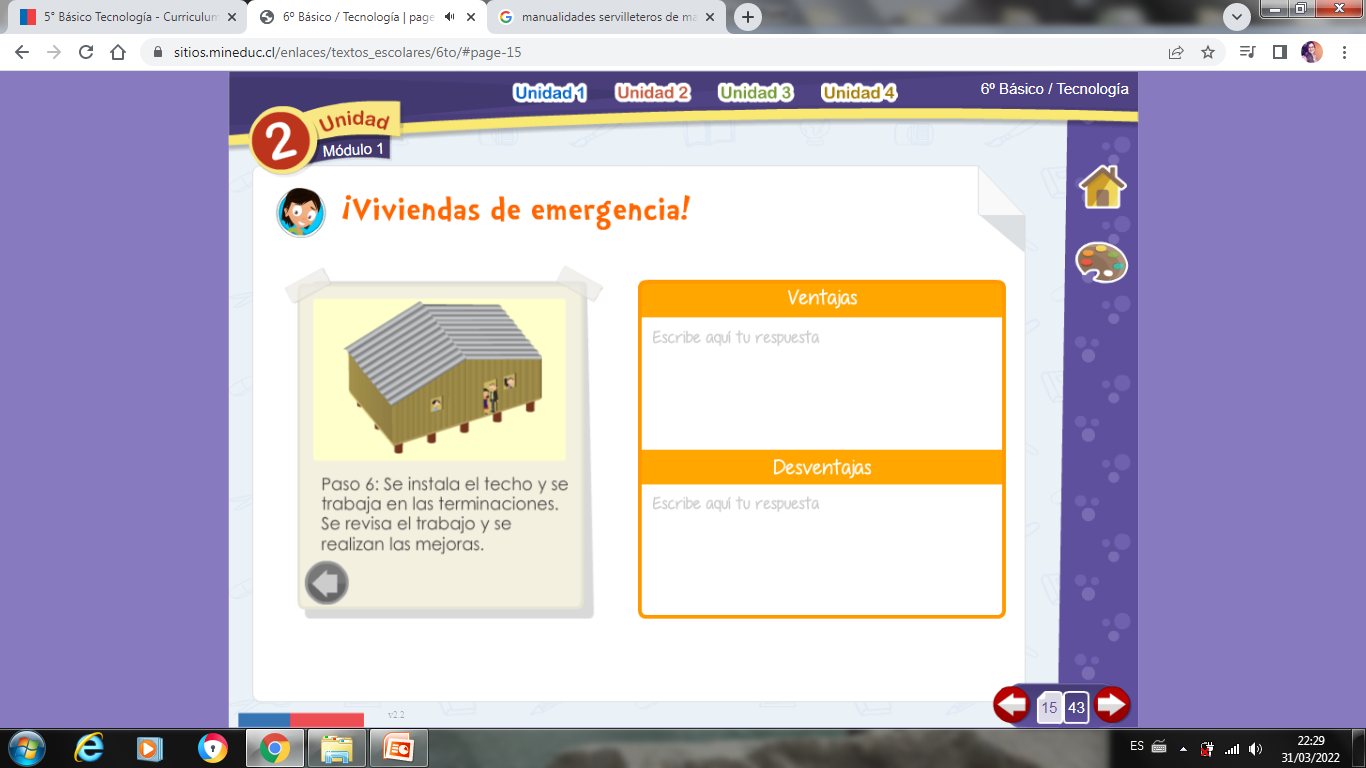 5° Básico Tecnología - Curriculum
6º Básico / Tecnología | page
manualidades servilleteros de ma
sitios.mineduc.cl/enlaces/textos_escolares/6to/#page-15
Unidad 1
Unidad 2
Unidad 3
Unidad 4
6º Básico / Tecnología
2
Unidad
Módulo 1
¡Viviendas de emergencia!
Paso 6: Se instala el techo y se
trabaja en las terminaciones.
Se revisa el trabajo y se
realizan las mejoras.
Ventajas
Escribe aquí tu respuesta
Desventajas
Escribe aquí tu respuesta
15
43
v2.2
ES
22:29
31/03/2022